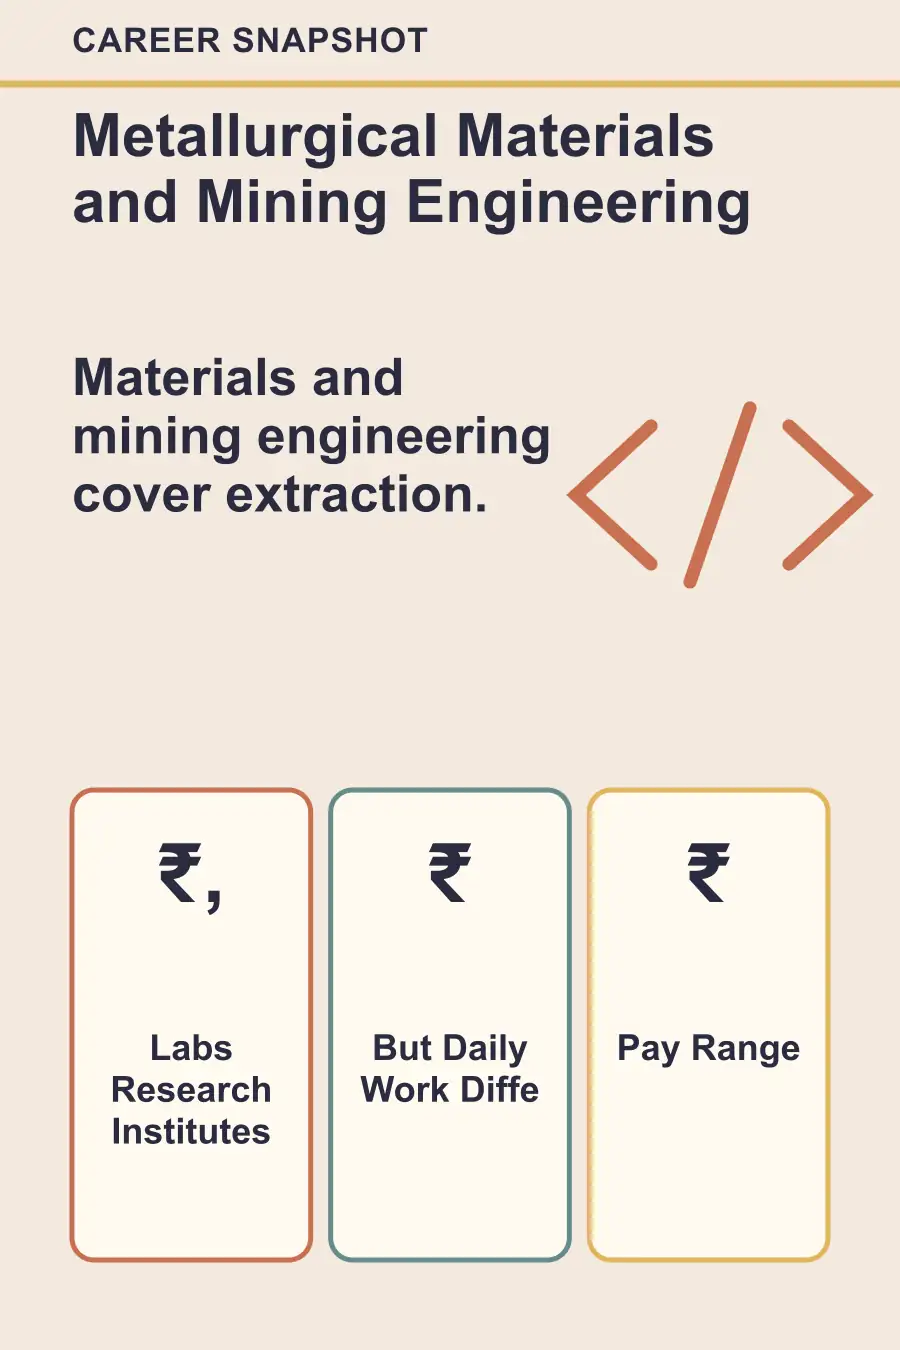 CAREER SNAPSHOT
Metallurgical Materials
and Mining Engineering
Materials and
mining engineering
cover extraction.
</>
₹,
Labs
Research
Institutes
₹
But Daily
Work Diffe
₹
Pay Range